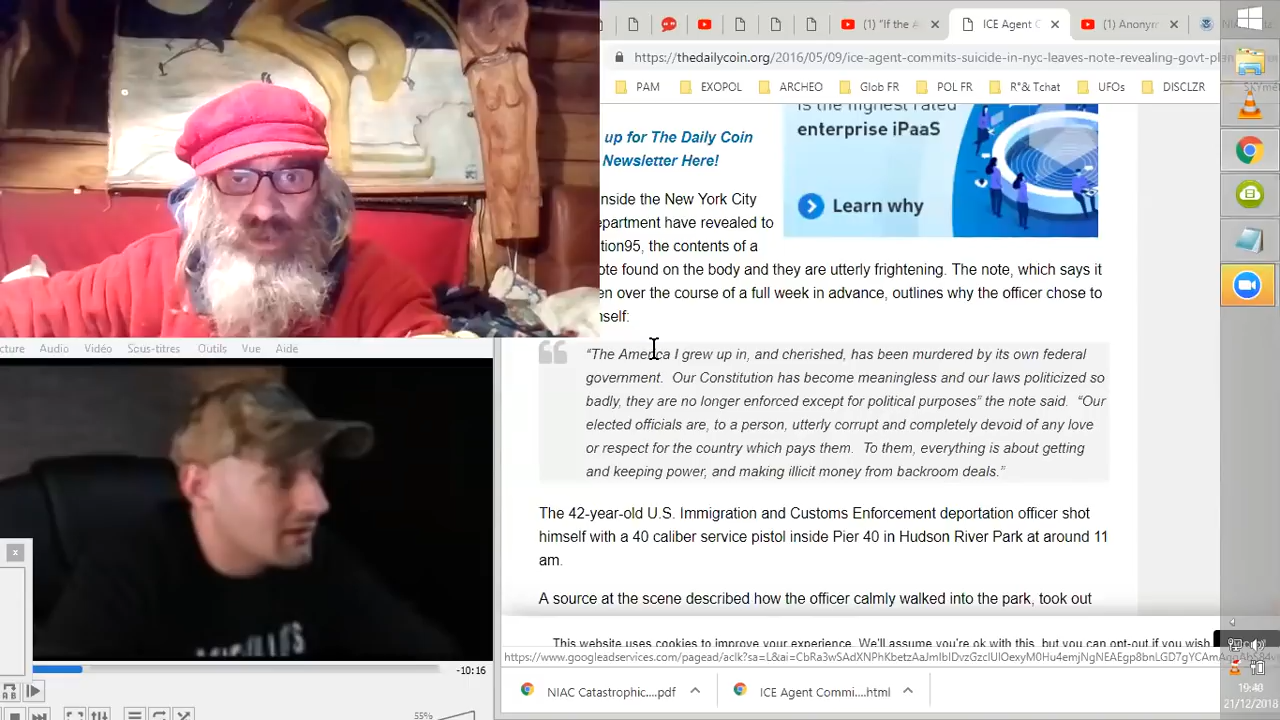 (1) "If the A
ICE Agent C
(1) Anonym
https://thedailycoin.org/2016/05/09/ice-agent-commits-suicide-in-nyc-leaves-note-revealing-govt-plan
PAM
EXOPOL
ARCHEO
Glob FR
POL FR
R°& Tchat
UFOs
DISCLZR
is the highest rated
enterprise iPaaS
Learn why
up for The Daily Coin
Newsletter Here!
nside the New York City
epartment have revealed to
tion95, the contents of a
ote found on the body and they are utterly frightening. The note, which says it
en over the course of a full week in advance, outlines why the officer chose to
nself:
cture Audio Vidéo Sous-titres Outils Vue Aide
“The America I grew up in, and cherished, has been murdered by its own federal
government. Our Constitution has become meaningless and our laws politicized so
badly, they are no longer enforced except for political purposes” the note said. “Our
elected officials are, to a person, utterly corrupt and completely devoid of any love
or respect for the country which pays them. To them, everything is about getting
and keeping power, and making illicit money from backroom deals.”
The 42-year-old U.S. Immigration and Customs Enforcement deportation officer shot
himself with a 40 caliber service pistol inside Pier 40 in Hudson River Park at around 11
am.
A source at the scene described how the officer calmly walked into the park, took out
This website uses cookies to improve your experience. We'll assume you're ok with this, but you can opt-out if you wish
-10:16
NIAC Catastrophic....pdf
ICE Agent Commi....html
55%
19:40
21/12/2018